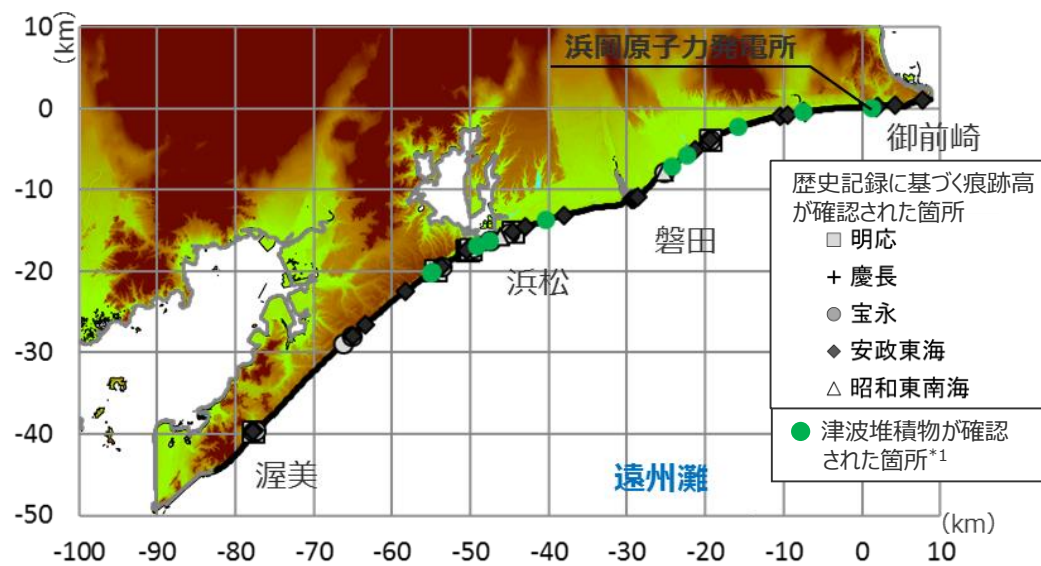 10
(km)
0
-10
-20
-30
-40
-50
浜岡原子力発電所
御前崎
磐田
浜松
渥美
遠州灘
歴史記録に基づく痕跡高
が確認された箇所
□ 明応
+ 慶長
● 宝永
◆ 安政東海
△ 昭和東南海
● 津波堆積物が確認
された箇所*1
(km)
-100 -90 -80 -70 -60 -50 -40 -30 -20 -10 0 10